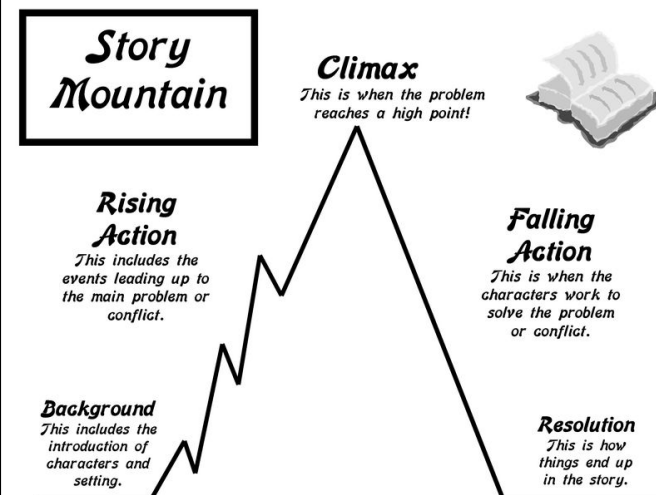 Story
Mountain
Climax
This is when the problem
reaches a high point!
Rising
Action
This includes the
events leading up to
the main problem or
conflict.
Falling
Action
This is when the
characters work to
solve the problem
or conflict.
Background
This includes the
introduction of
characters and
setting.
Resolution
This is how
things end up
in the story.